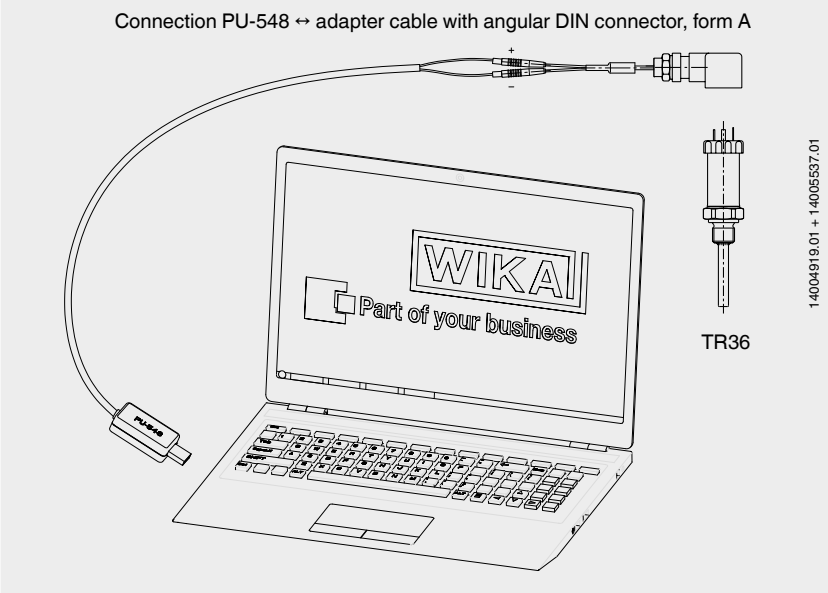 Connection PU-548 ↔ adapter cable with angular DIN connector, form A
+
−
WIKA
Part of your business
TR36
PU-548
14004919.01 + 14005537.01